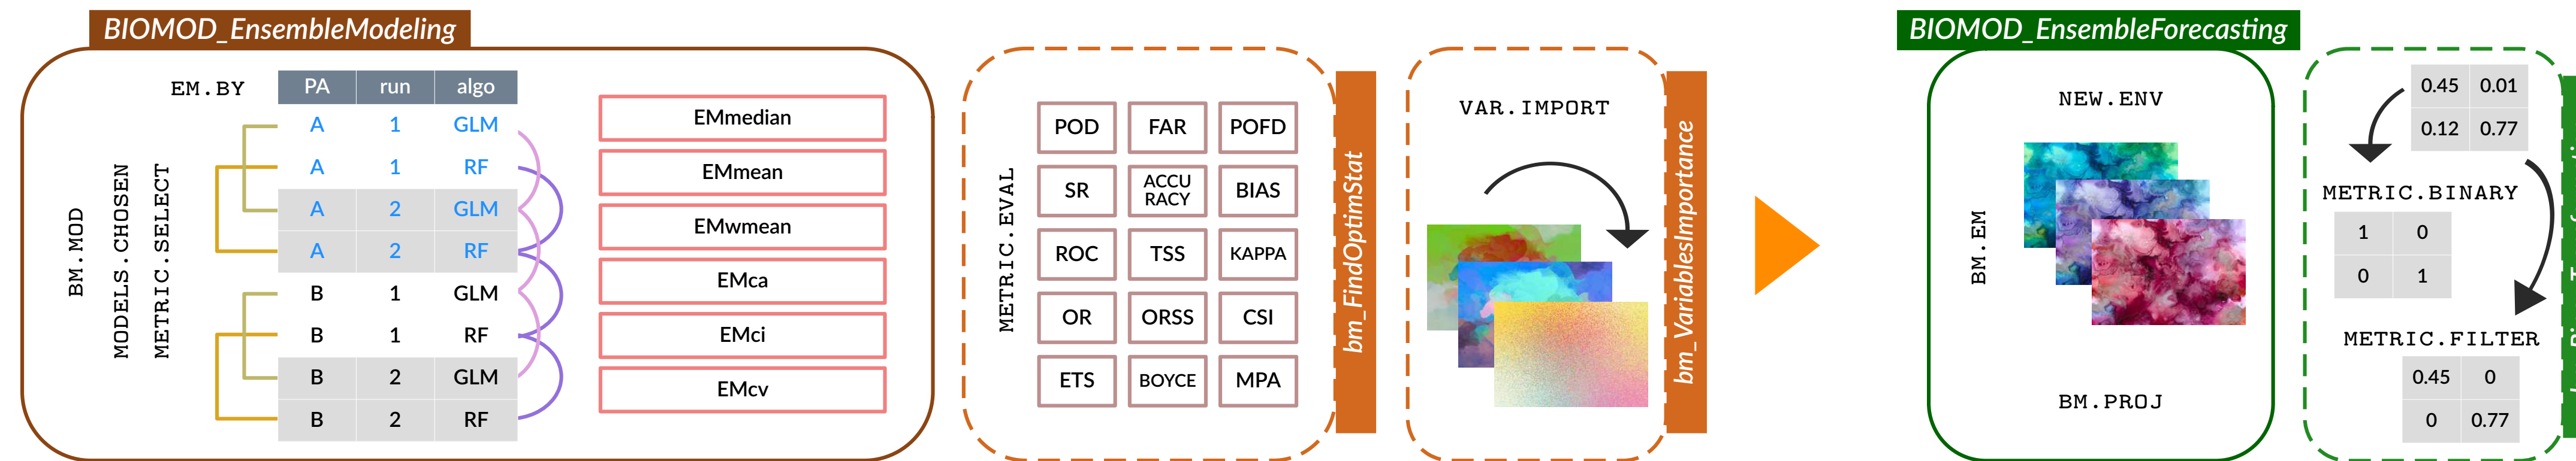 BIOMOD_EnsembleModeling
EM.BY
PA run algo
A 1 GLM
A 1 RF
A 2 GLM
A 2 RF
B 1 GLM
B 1 RF
B 2 GLM
B 2 RF
BM.MOD
MODELS.CHOSEN
METRIC.SELECT
EMmedian
EMmean
EMwmean
EMca
EMci
EMcv
METRIC.EVAL
POD FAR POFD
SR ACCU
RACY BIAS
ROC TSS KAPPA
OR ORSS CSI
ETS BOYCE MPA
bm_FindOptimStat
VAR.IMPORT
bm_VariablesImportance
BIOMOD_EnsembleForecasting
NEW.ENV
BM.EM
BM.PROJ
0.45 0.01
0.12 0.77
METRIC.BINARY
1 0
0 1
METRIC.FILTER
0.45 0
0 0.77